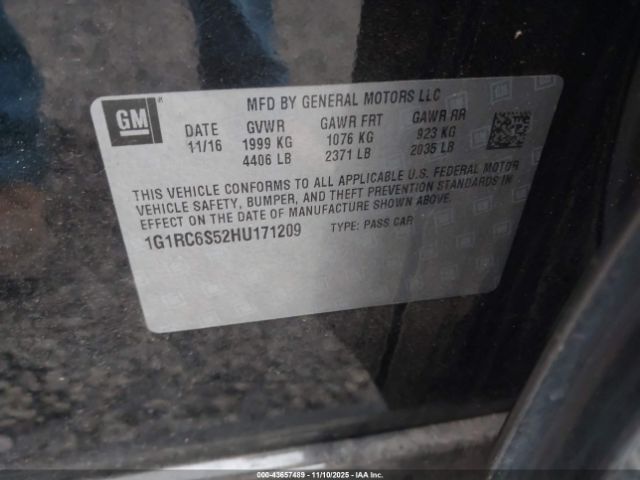 GM
MFD BY GENERAL MOTORS LLC
DATE GVWR GAWR FRT GAWR RR
11/16 1999 KG 1076 KG 923 KG
4406 LB 2371 LB 2035 LB
THIS VEHICLE CONFORMS TO ALL APPLICABLE U.S. FEDERAL MOTOR
VEHICLE SAFETY, BUMPER, AND THEFT PREVENTION STANDARDS IN
EFFECT ON THE DATE OF MANUFACTURE SHOWN ABOVE.
1G1RC6S52HU171209 TYPE: PASS CAR
000-43657489 - 11/10/2025 - IAAI.com